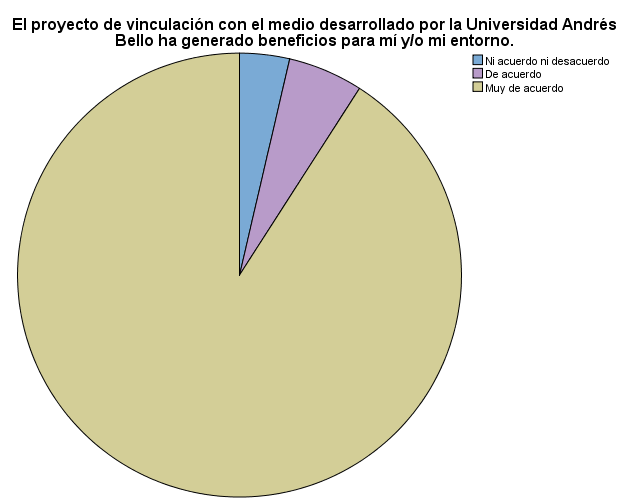 El proyecto de vinculación con el medio desarrollado por la Universidad Andrés
Bello ha generado beneficios para mí y/o mi entorno.
Ni acuerdo ni desacuerdo
De acuerdo
Muy de acuerdo